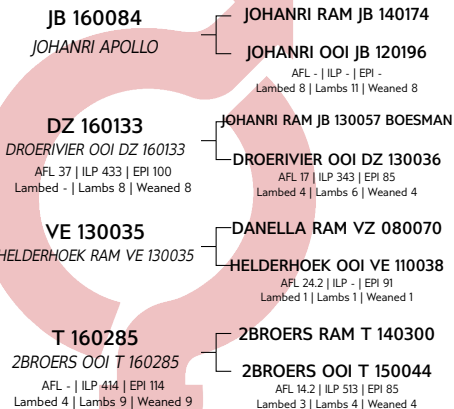 JB 160084
JOHANRI APOLLO
JOHANRI RAM JB 140174
JOHANRI OOI JB 120196
AFL - | ILP - | EPI -
Lambed 8 | Lambs 11 | Weaned 8
DZ 160133
DROERIVIER OOI DZ 160133
AFL 37 | ILP 433 | EPI 100
Lambed - | Lambs 8 | Weaned 8
JOHANRI RAM JB 130057 BOESMAN
DROERIVIER OOI DZ 130036
AFL 17 | ILP 343 | EPI 85
Lambed 4 | Lambs 6 | Weaned 4
VE 130035
HELDERHOEK RAM VE 130035
DANELLA RAM VZ 080070
HELDERHOEK OOI VE 110038
AFL 24.2 | ILP - | EPI 91
Lambed 1 | Lambs 1 | Weaned 1
T 160285
2BROERS OOI T 160285
AFL - | ILP 414 | EPI 114
Lambed 4 | Lambs 9 | Weaned 9
2BROERS RAM T 140300
2BROERS OOI T 150044
AFL 14.2 | ILP 513 | EPI 85
Lambed 3 | Lambs 4 | Weaned 4